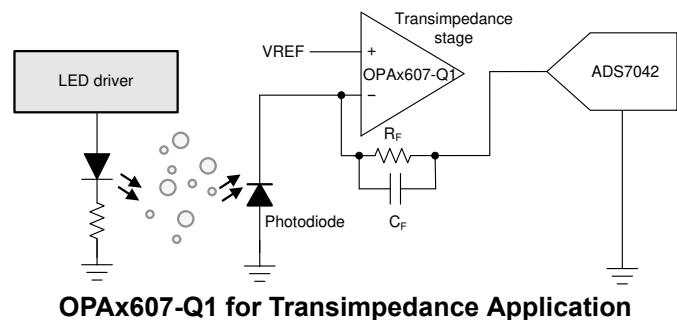 Transimpedance
stage
VREF
+
OPAx607-Q1
−
LED driver
ADS7042
RF
Photodiode
CF
OPAx607-Q1 for Transimpedance Application